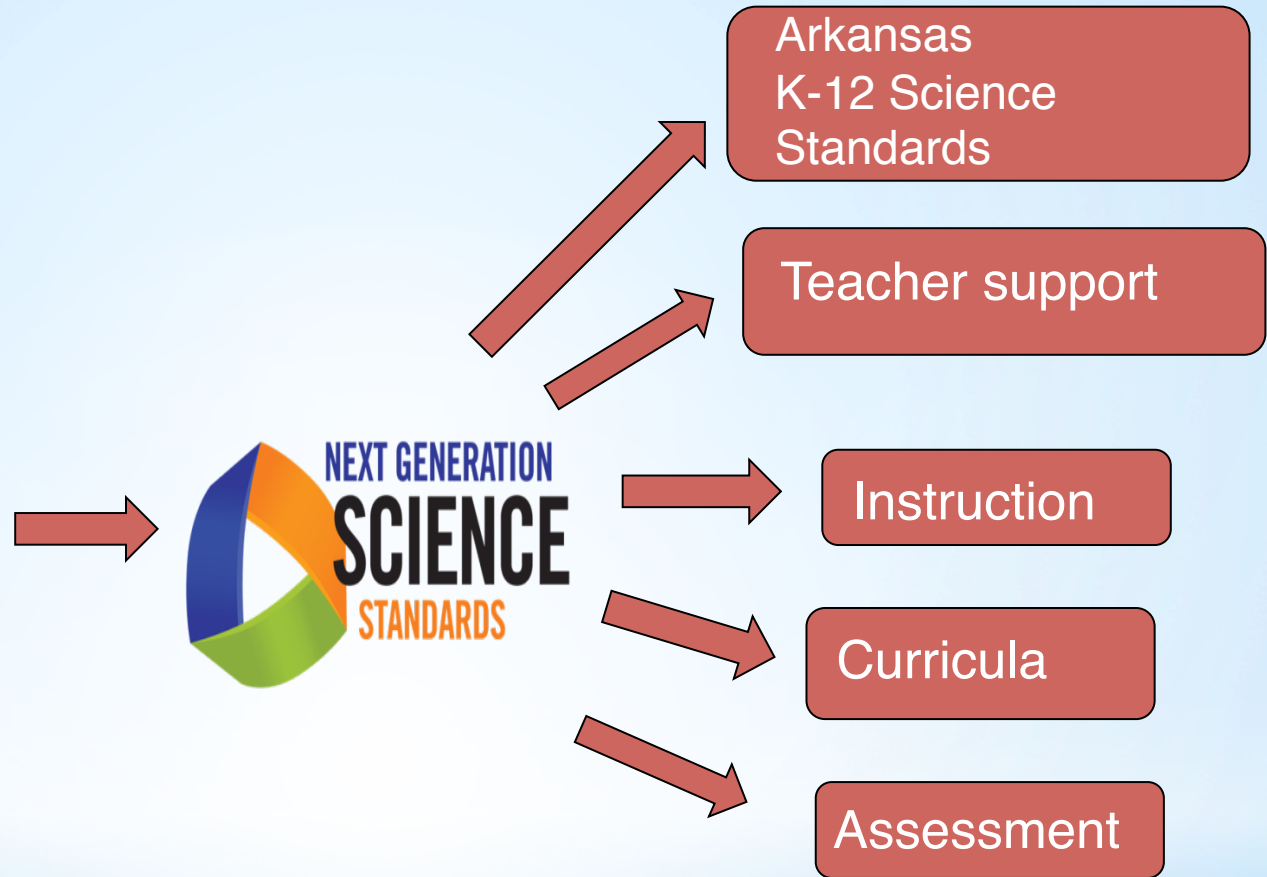 Arkansas
K-12 Science
Standards
Teacher support
NEXT GENERATION
SCIENCE
STANDARDS
Instruction
Curricula
Assessment